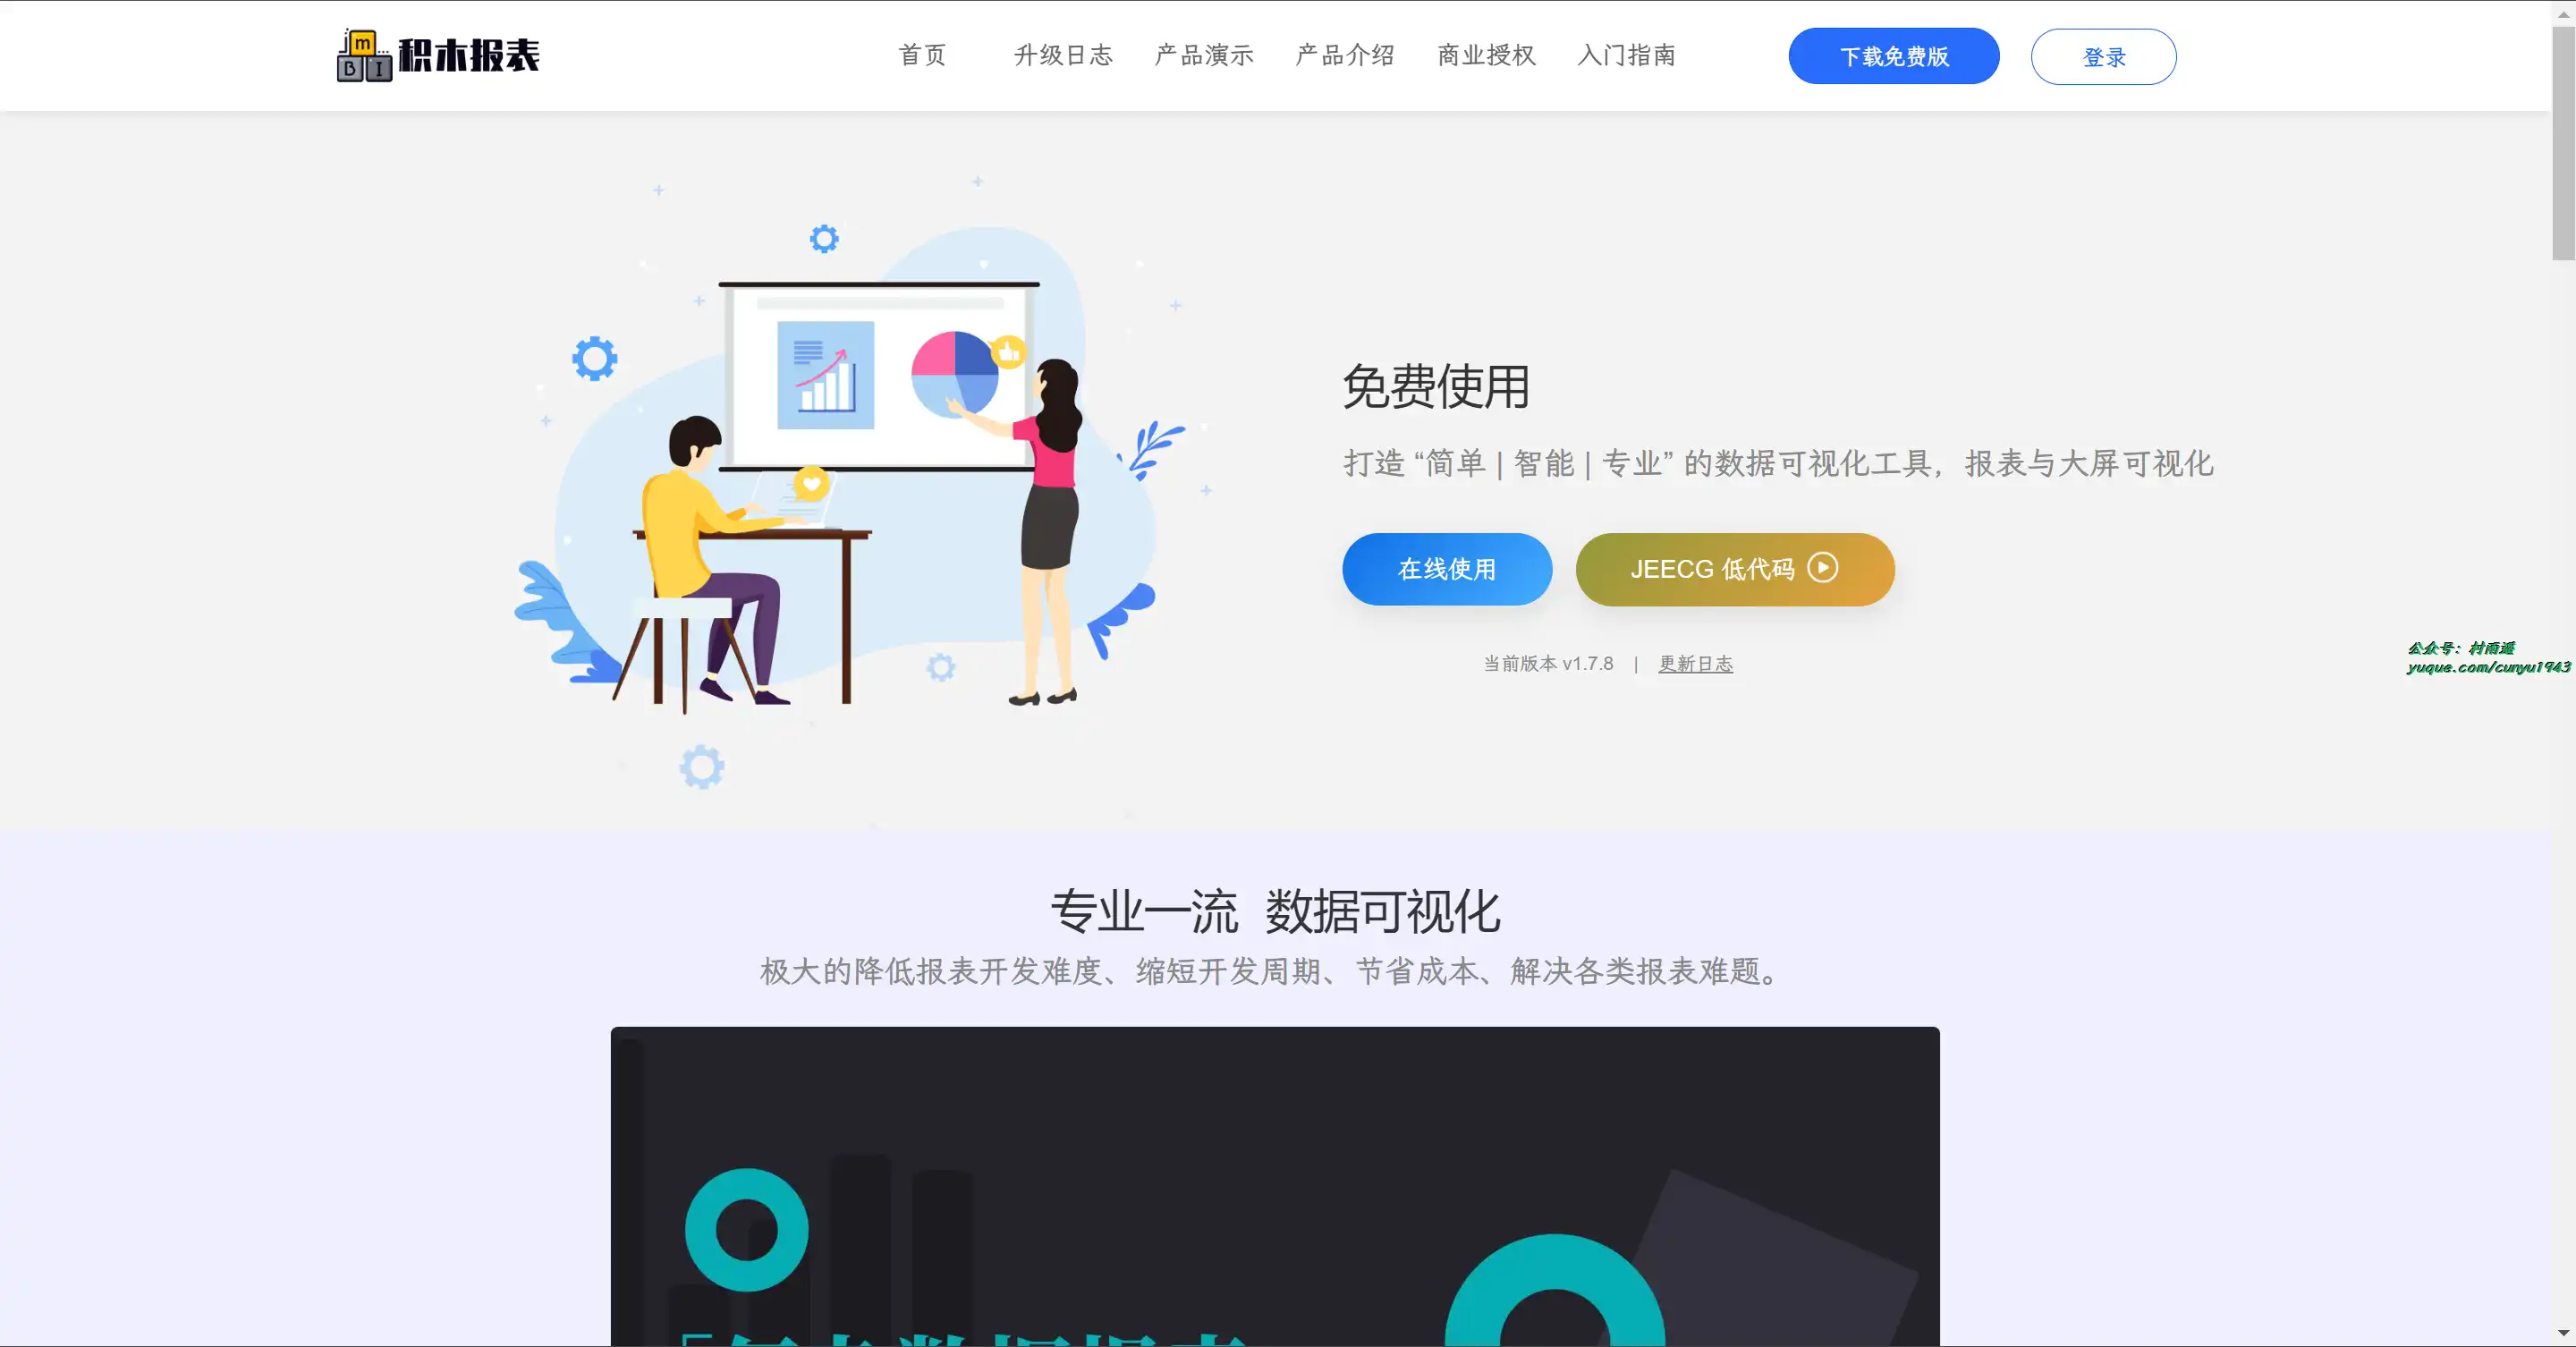 m
B I
积木报表
首页 升级日志 产品演示 产品介绍 商业授权 入门指南 下载免费版 登录
免费使用
打造 “简单 | 智能 | 专业” 的数据可视化工具，报表与大屏可视化
在线使用 JEECG 低代码
当前版本 v1.7.8 | 更新日志
公众号：村雨遥
yuque.com/cunyu1943
专业一流 数据可视化
极大的降低报表开发难度、缩短开发周期、节省成本、解决各类报表难题。